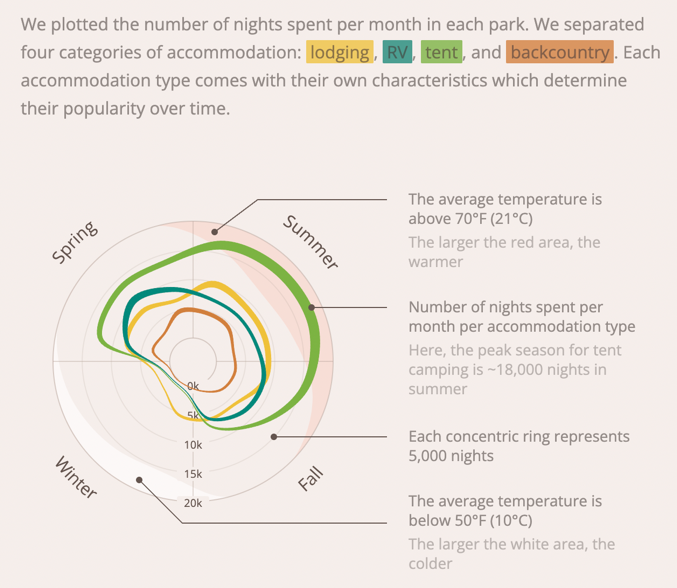 We plotted the number of nights spent per month in each park. We separated
four categories of accommodation: lodging, RV, tent, and backcountry. Each
accommodation type comes with their own characteristics which determine
their popularity over time.
Spring
Summer
Winter
Fall
0k
5k
10k
15k
20k
The average temperature is
above 70°F (21°C)
The larger the red area, the
warmer
Number of nights spent per
month per accommodation type
Here, the peak season for tent
camping is ~18,000 nights in
summer
Each concentric ring represents
5,000 nights
The average temperature is
below 50°F (10°C)
The larger the white area, the
colder